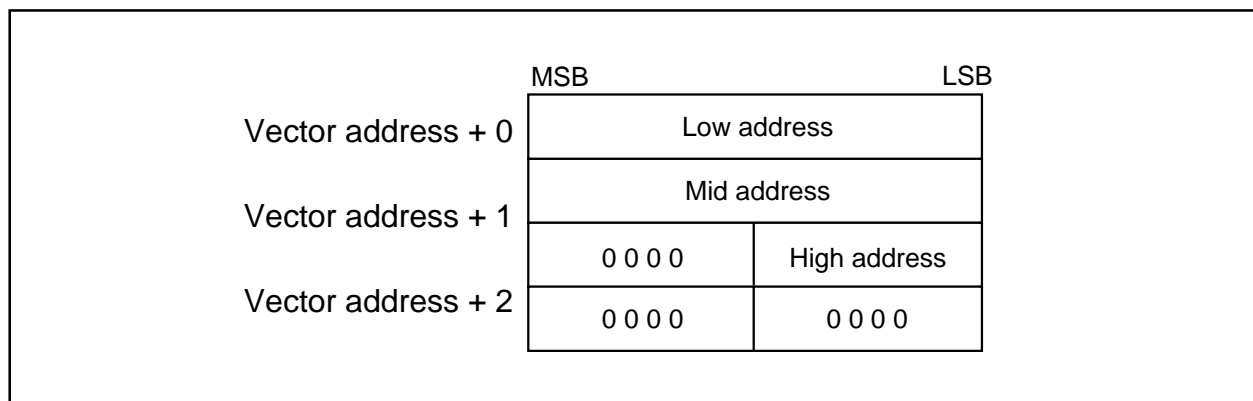 MSB LSB
Vector address + 0 Low address
Mid address
Vector address + 1
0 0 0 0 High address
Vector address + 2
0 0 0 0 0 0 0 0